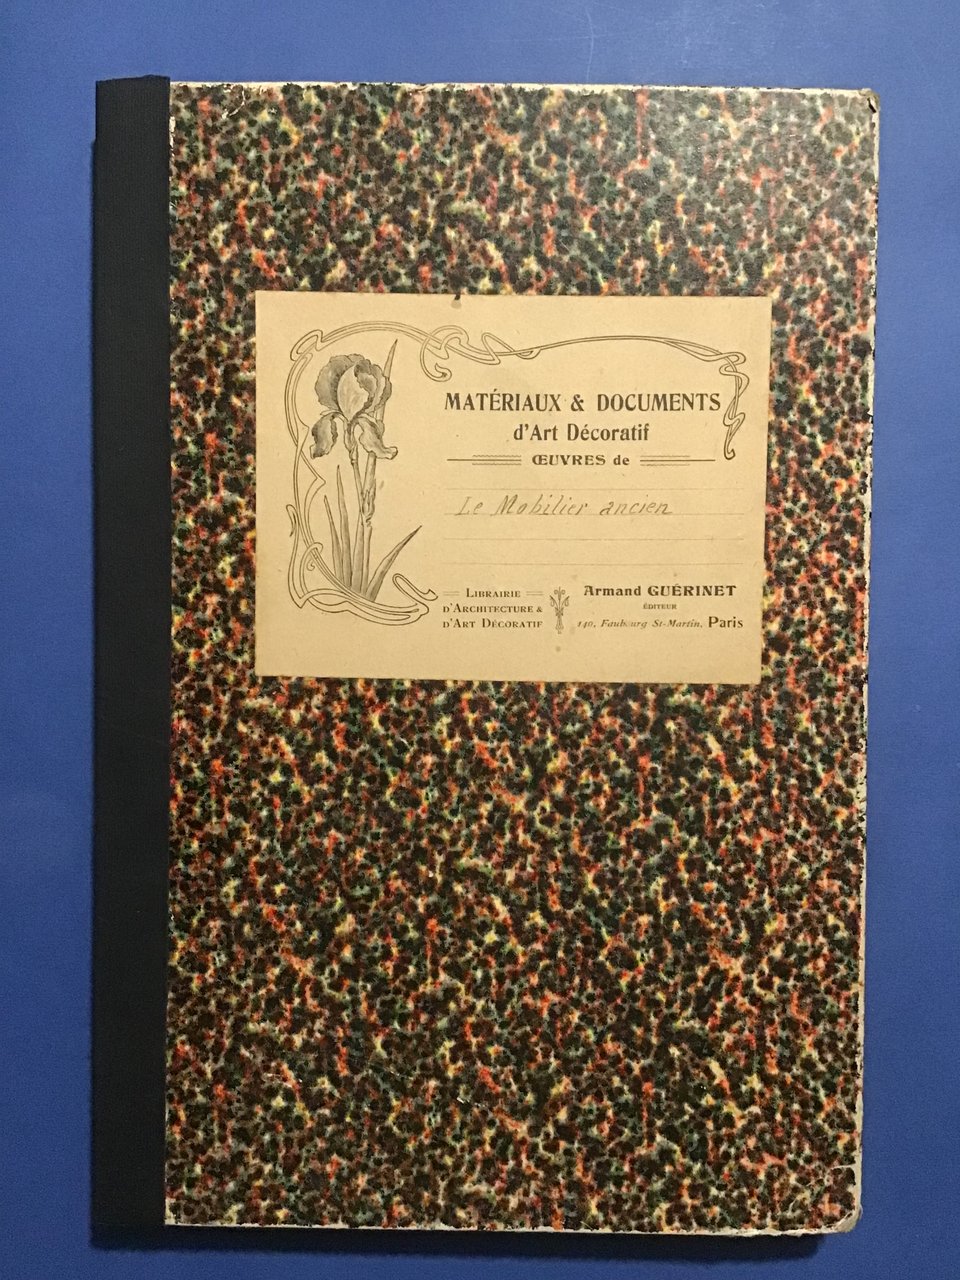 MATÉRIAUX & DOCUMENTS
d'Art Décoratif
ŒUVRES de
Le Mobilier ancien
LIBRAIRIE
D'ARCHITECTURE &
D'ART DÉCORATIF
Armand GUÉRINET
ÉDITEUR
140, Faubourg St-Martin, Paris